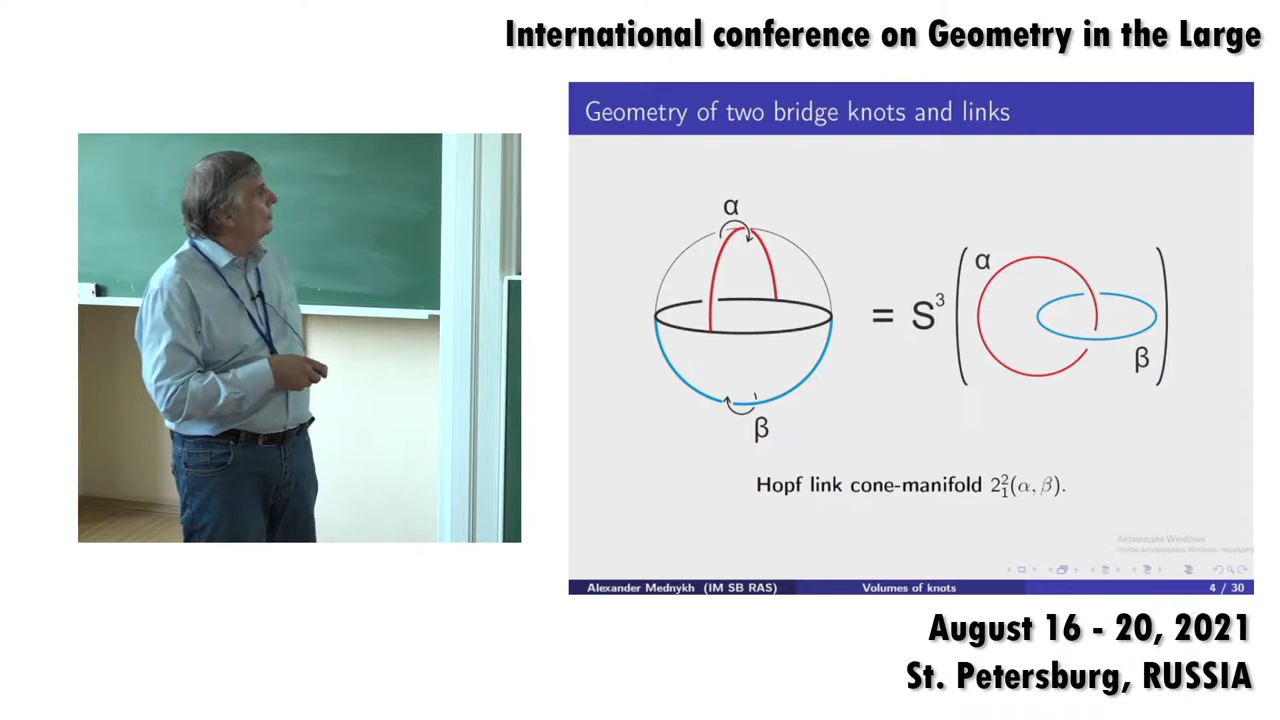 International conference on Geometry in the Large
Geometry of two bridge knots and links
α
β
= S³
α
β
Hopf link cone-manifold 2²₁(α, β).
Активация Windows
Чтобы активировать Windows, перейдите
Alexander Mednykh (IM SB RAS) Volumes of knots 4 / 30
August 16 - 20, 2021
St. Petersburg, RUSSIA